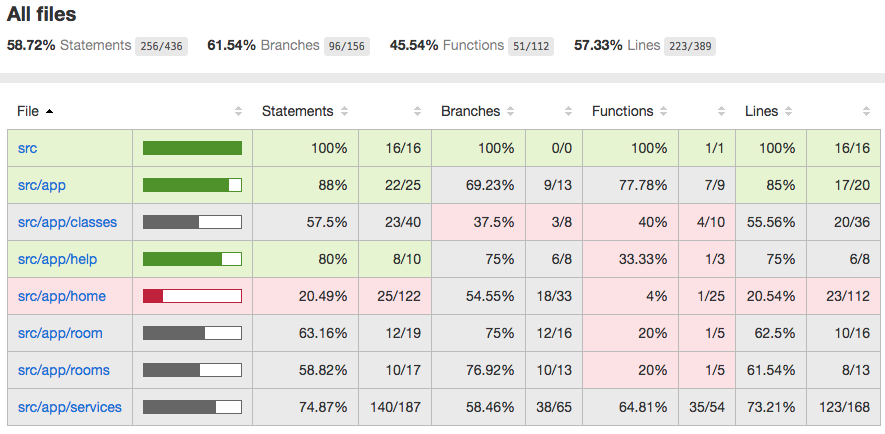 All files
58.72% Statements 256/436 61.54% Branches 96/156 45.54% Functions 51/112 57.33% Lines 223/389
File Statements Branches Functions Lines
src 100% 16/16 100% 0/0 100% 1/1 100% 16/16
src/app 88% 22/25 69.23% 9/13 77.78% 7/9 85% 17/20
src/app/classes 57.5% 23/40 37.5% 3/8 40% 4/10 55.56% 20/36
src/app/help 80% 8/10 75% 6/8 33.33% 1/3 75% 6/8
src/app/home 20.49% 25/122 54.55% 18/33 4% 1/25 20.54% 23/112
src/app/room 63.16% 12/19 75% 12/16 20% 1/5 62.5% 10/16
src/app/rooms 58.82% 10/17 76.92% 10/13 20% 1/5 61.54% 8/13
src/app/services 74.87% 140/187 58.46% 38/65 64.81% 35/54 73.21% 123/168